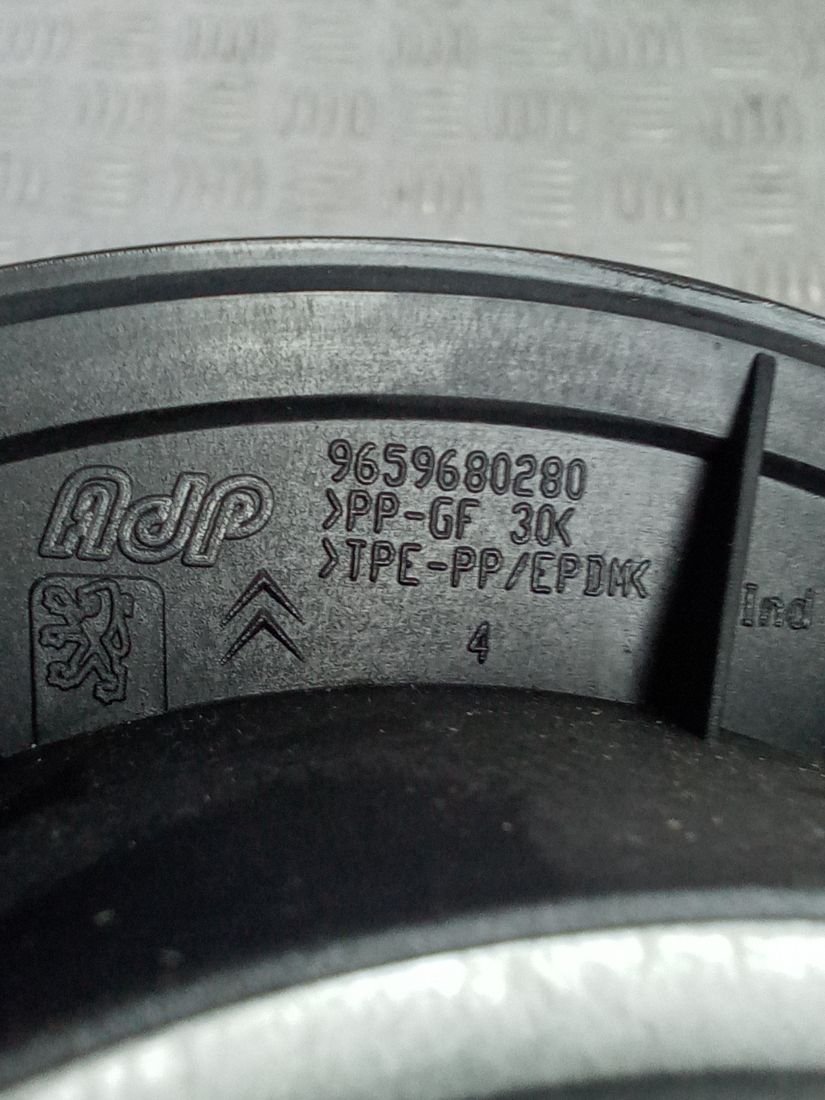 Adp
9659680280
>PP-GF 30<
>TPE-PP/EPDM<
4
Ind